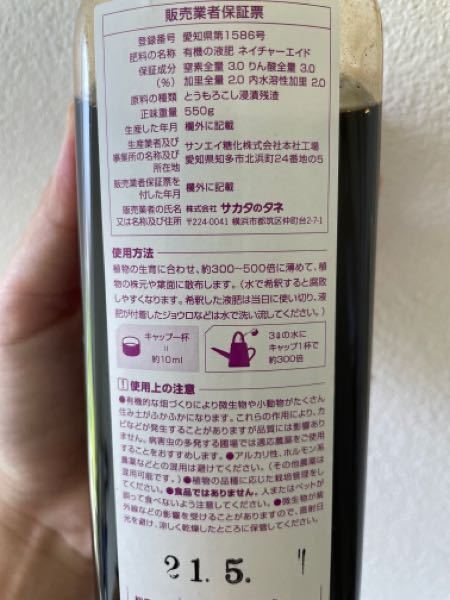 販売業者保証票
登録番号 愛知県第1586号
肥料の名称 有機の液肥 ネイチャーエイド
保証成分 窒素全量 3.0 りん酸全量 3.0
（%） 加里全量 2.0 内水溶性加里 2.0
原料の種類 とうもろこし浸漬残渣
正味重量 550g
生産した年月 欄外に記載
生産業者及び サンエイ糖化株式会社本社工場
事業所の名称及び 愛知県知多市北浜町24番地の5
所在地
販売業者保証票を 欄外に記載
付した年月
販売業者の氏名 株式会社 サカタのタネ
又は名称及び住所 〒224-0041 横浜市都筑区仲町台2-7-1
使用方法
植物の生育に合わせ、約300〜500倍に薄めて、植
物の株元や葉面に散布します。（水で希釈すると腐敗
しやすくなります。希釈した液肥は当日に使い切り、液
肥が付着したジョウロなどは水で洗い流してください。）
キャップ一杯
=
約10ml
3ℓの水に
キャップ1杯で
約300倍
! 使用上の注意
●有機的な畑づくりにより微生物や小動物がたくさん
住み土がふかふかになります。これらの作用により、カ
ビなどが発生することがありますが品質には影響あり
ません。病害虫の多発する圃場では適応農薬をご使用
することをおすすめします。●アルカリ性、ホルモン系
農薬などとの混用は避けてください。（その他農薬は
混用可能です。）●植物の品種に応じた栽培管理をし
てください。●食品ではありません。人またはペットが
誤って食べないよう注意してください。●微生物が紫
外線などの影響を受けることがありますので、直射日
光を避け、涼しく乾燥したところに保管してください。
21.5.